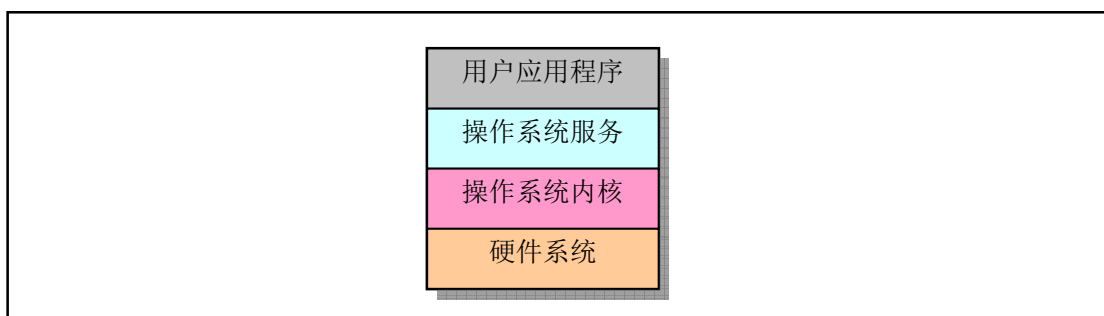 用户应用程序
操作系统服务
操作系统内核
硬件系统